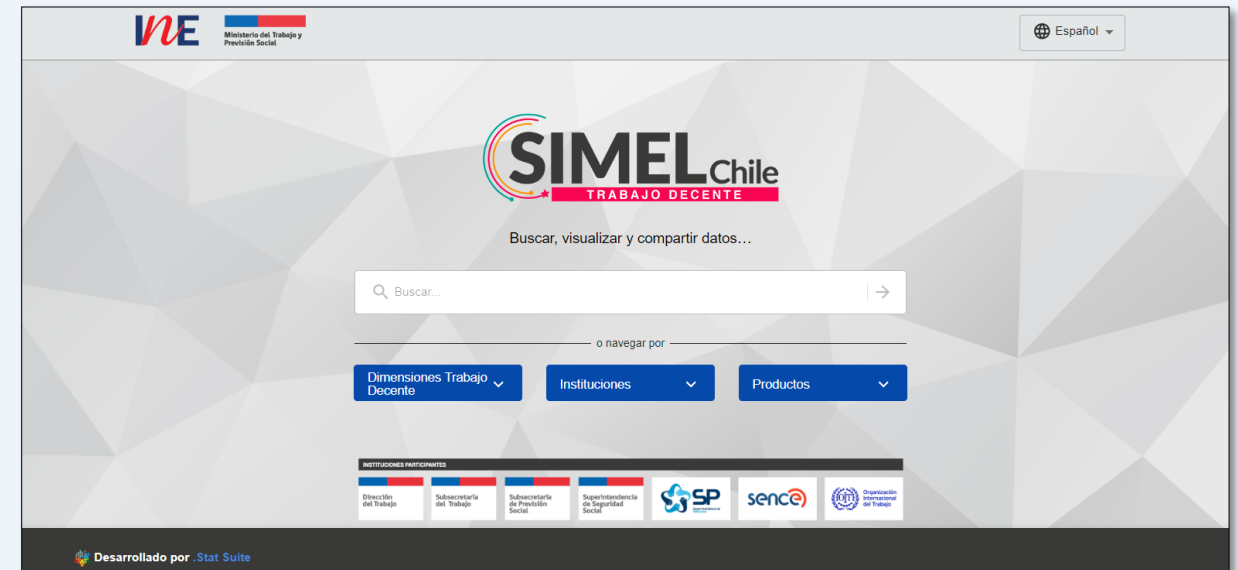 INE
Ministerio del Trabajo y
Previsión Social
Español
SIMEL Chile
TRABAJO DECENTE
Buscar, visualizar y compartir datos…
Buscar...
o navegar por
Dimensiones Trabajo
Decente
Instituciones
Productos
INSTITUCIONES PARTICIPANTES
Dirección
del Trabajo
Subsecretaría
del Trabajo
Subsecretaría
de Previsión
Social
Superintendencia
de Seguridad
Social
SP
sence
Organización
Internacional
del Trabajo
Desarrollado por .Stat Suite